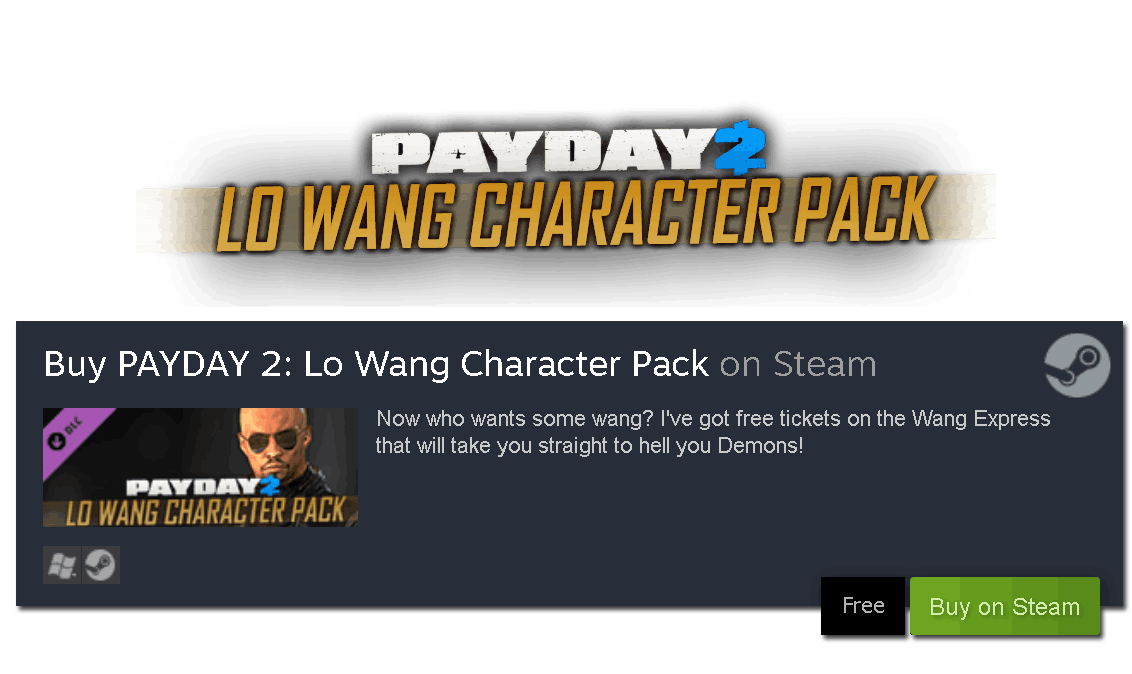 PAYDAY 2
LO WANG CHARACTER PACK
Buy PAYDAY 2: Lo Wang Character Pack on Steam
DLC
PAYDAY 2
LO WANG CHARACTER PACK
Now who wants some wang? I've got free tickets on the Wang Express
that will take you straight to hell you Demons!
Free
Buy on Steam